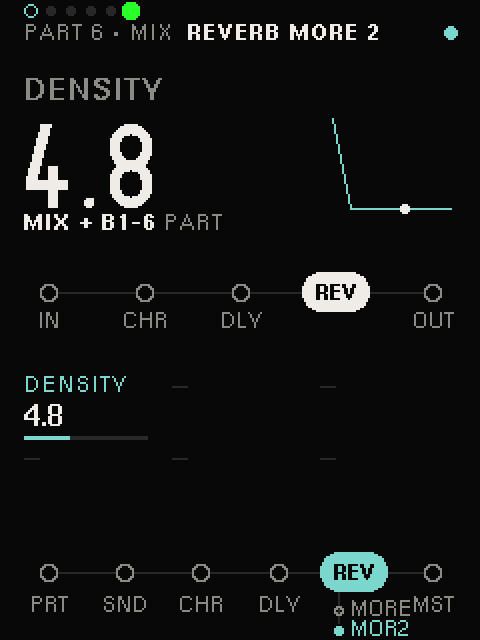 PART 6 · MIX REVERB MORE 2
DENSITY
4.8
MIX + B1-6 PART
REV
IN CHR DLY OUT
DENSITY
4.8
REV
PRT SND CHR DLY MORE MST
MOR2